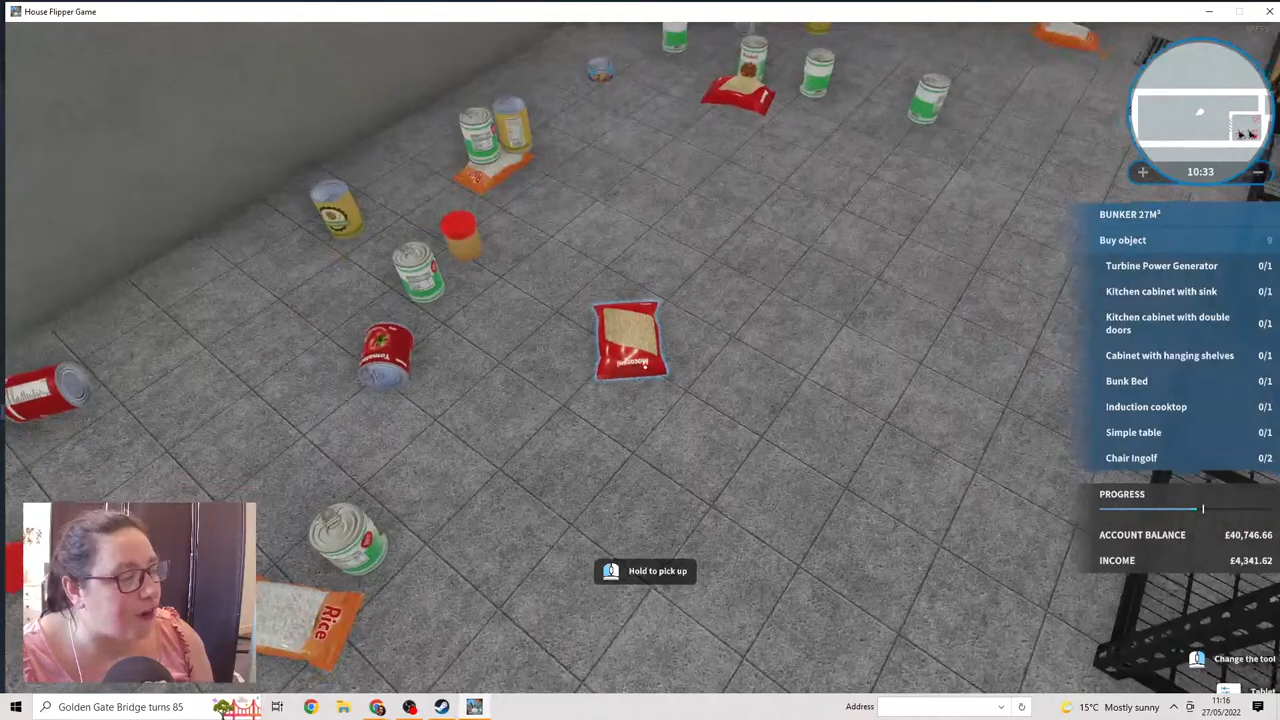 House Flipper Game
10:33
BUNKER 27M²
Buy object 9
Turbine Power Generator 0/1
Kitchen cabinet with sink 0/1
Kitchen cabinet with double doors 0/1
Cabinet with hanging shelves 0/1
Bunk Bed 0/1
Induction cooktop 0/1
Simple table 0/1
Chair Ingolf 0/2
PROGRESS
ACCOUNT BALANCE £40,746.66
INCOME £4,341.62
Macaroni
Rice
Hold to pick up
Change the tool
Tablet
Golden Gate Bridge turns 85
Address
15°C Mostly sunny
11:16
27/05/2022